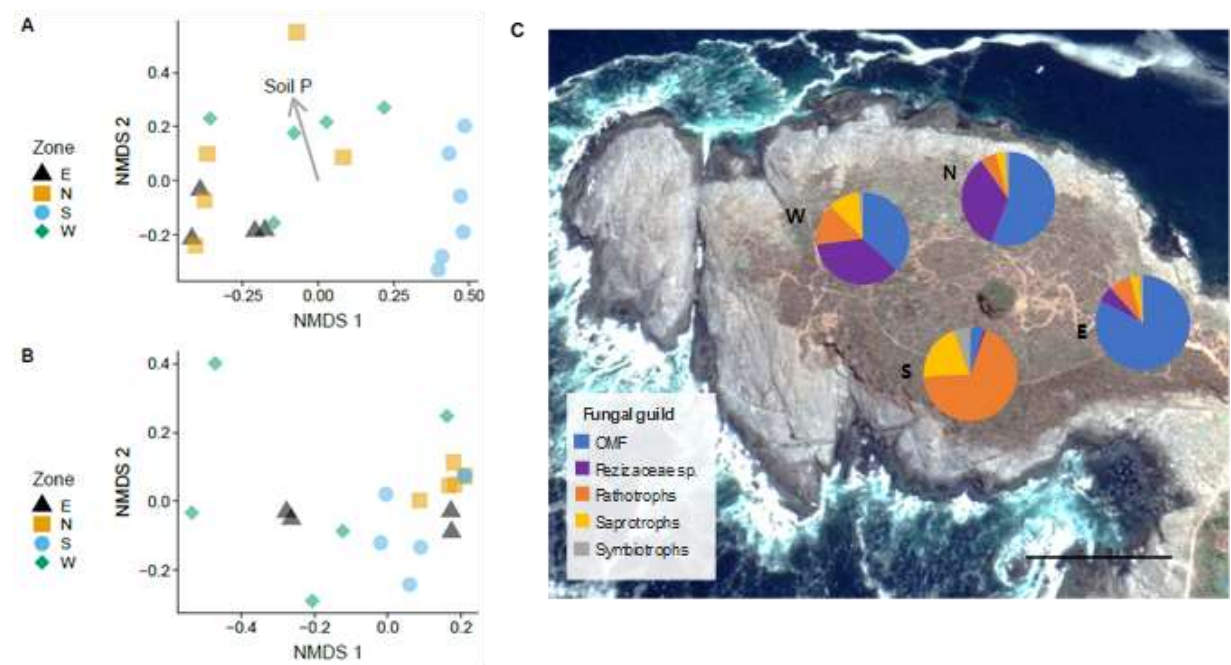 A
0.4
0.2
0.0
−0.2
NMDS 2
Soil P
−0.25
0.00
0.25
0.50
NMDS 1
Zone
E
N
S
W
B
0.4
0.2
0.0
−0.2
NMDS 2
−0.4
−0.2
0.0
0.2
NMDS 1
Zone
E
N
S
W
C
N
W
E
S
Fungal guild
OMF
Pezizaceae sp.
Pathotrophs
Saprotrophs
Symbiotrophs